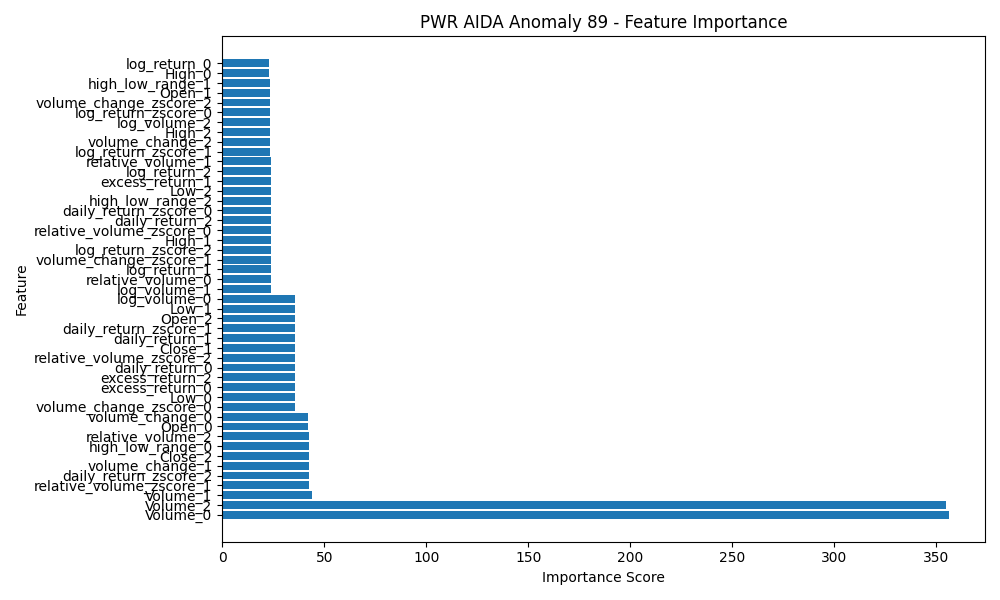 PWR AIDA Anomaly 89 - Feature Importance
log_return_0
High_0
high_low_range_1
Open_1
volume_change_zscore_2
log_return_zscore_0
log_volume_2
High_2
volume_change_2
log_return_zscore_1
relative_volume_1
log_return_2
excess_return_1
Low_2
high_low_range_2
daily_return_zscore_0
daily_return_2
relative_volume_zscore_0
High_1
log_return_zscore_2
volume_change_zscore_1
log_return_1
relative_volume_0
log_volume_1
log_volume_0
Low_1
Open_2
daily_return_zscore_1
daily_return_1
Close_1
relative_volume_zscore_2
daily_return_0
excess_return_2
excess_return_0
Low_0
volume_change_zscore_0
volume_change_0
Open_0
relative_volume_2
high_low_range_0
Close_2
volume_change_1
daily_return_zscore_2
relative_volume_zscore_1
Volume_1
Volume_2
Volume_0
Feature
0 50 100 150 200 250 300 350
Importance Score